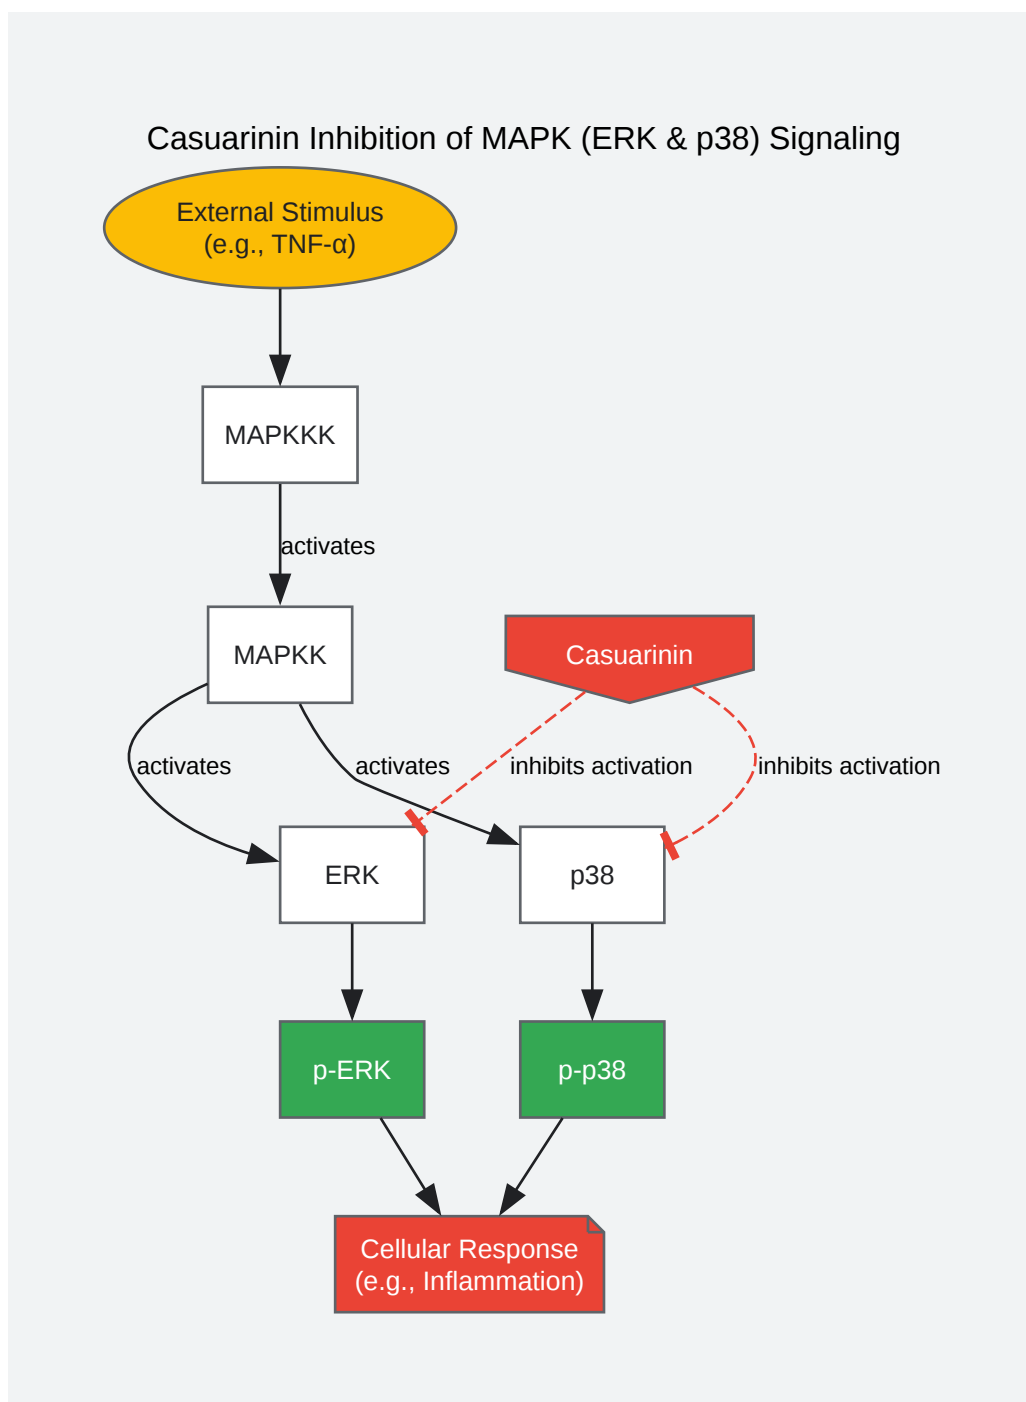 Casuarinin Inhibition of MAPK (ERK & p38) Signaling
External Stimulus
(e.g., TNF-α)
MAPKKK
activates
MAPKK
Casuarinin
activates
activates
inhibits activation
inhibits activation
ERK
p38
p-ERK
p-p38
Cellular Response
(e.g., Inflammation)